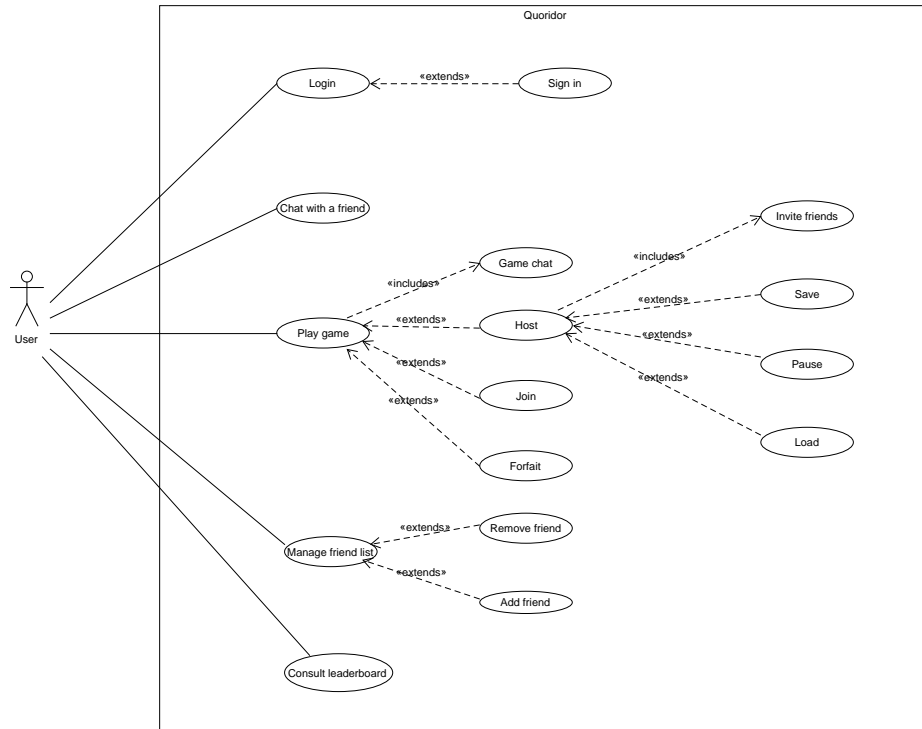 Quoridor
Login
«extends»
Sign in
Chat with a friend
Invite friends
Game chat
«includes»
«includes»
Save
«extends»
User
Play game
«extends»
Host
«extends»
Pause
«extends»
«extends»
Join
«extends»
Load
Forfait
Manage friend list
«extends»
Remove friend
«extends»
Add friend
Consult leaderboard